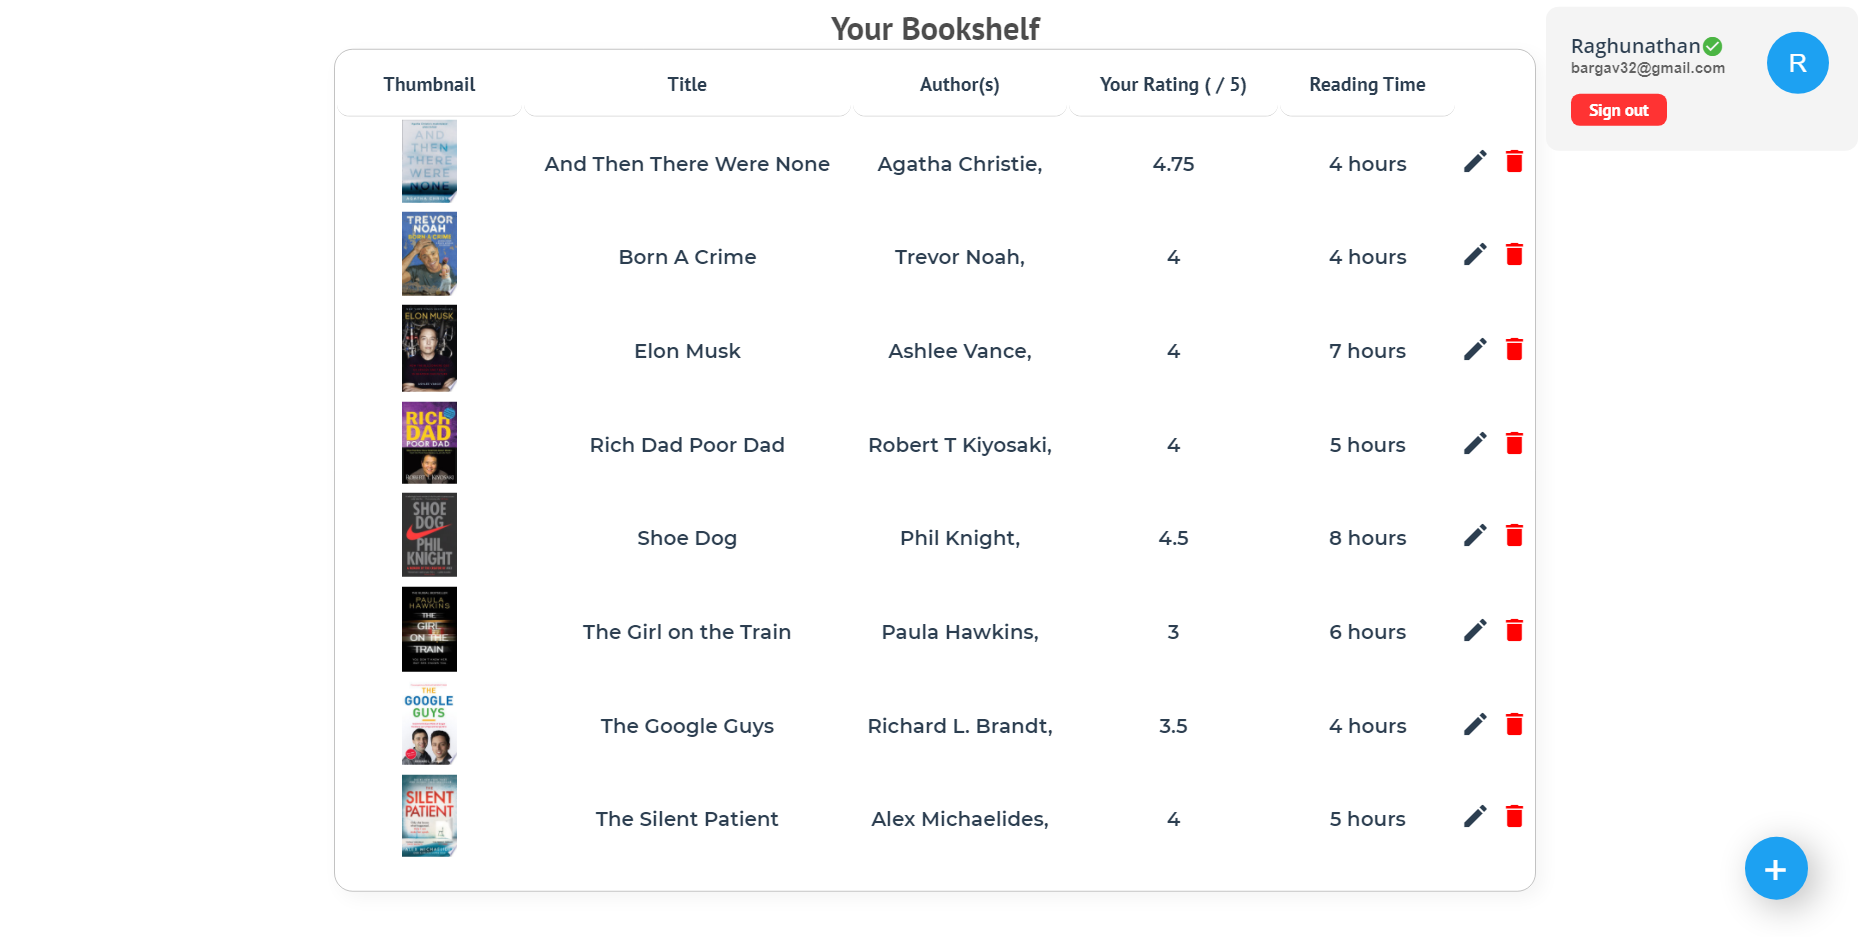 Your Bookshelf
Raghunathan
bargav32@gmail.com
R
Sign out
Thumbnail Title Author(s) Your Rating ( / 5) Reading Time
AND
THEN
THERE
WERE
NONE
And Then There Were None Agatha Christie, 4.75 4 hours
TREVOR
NOAH
BORN A CRIME
Born A Crime Trevor Noah, 4 4 hours
ELON MUSK
Elon Musk Ashlee Vance, 4 7 hours
RICH
DAD
POOR DAD
ROBERT T. KIYOSAKI
Rich Dad Poor Dad Robert T Kiyosaki, 4 5 hours
SHOE
DOG
PHIL
KNIGHT
Shoe Dog Phil Knight, 4.5 8 hours
PAULA
HAWKINS
THE
GIRL
ON THE
TRAIN
The Girl on the Train Paula Hawkins, 3 6 hours
THE
GOOGLE
GUYS
The Google Guys Richard L. Brandt, 3.5 4 hours
THE
SILENT
PATIENT
The Silent Patient Alex Michaelides, 4 5 hours
+